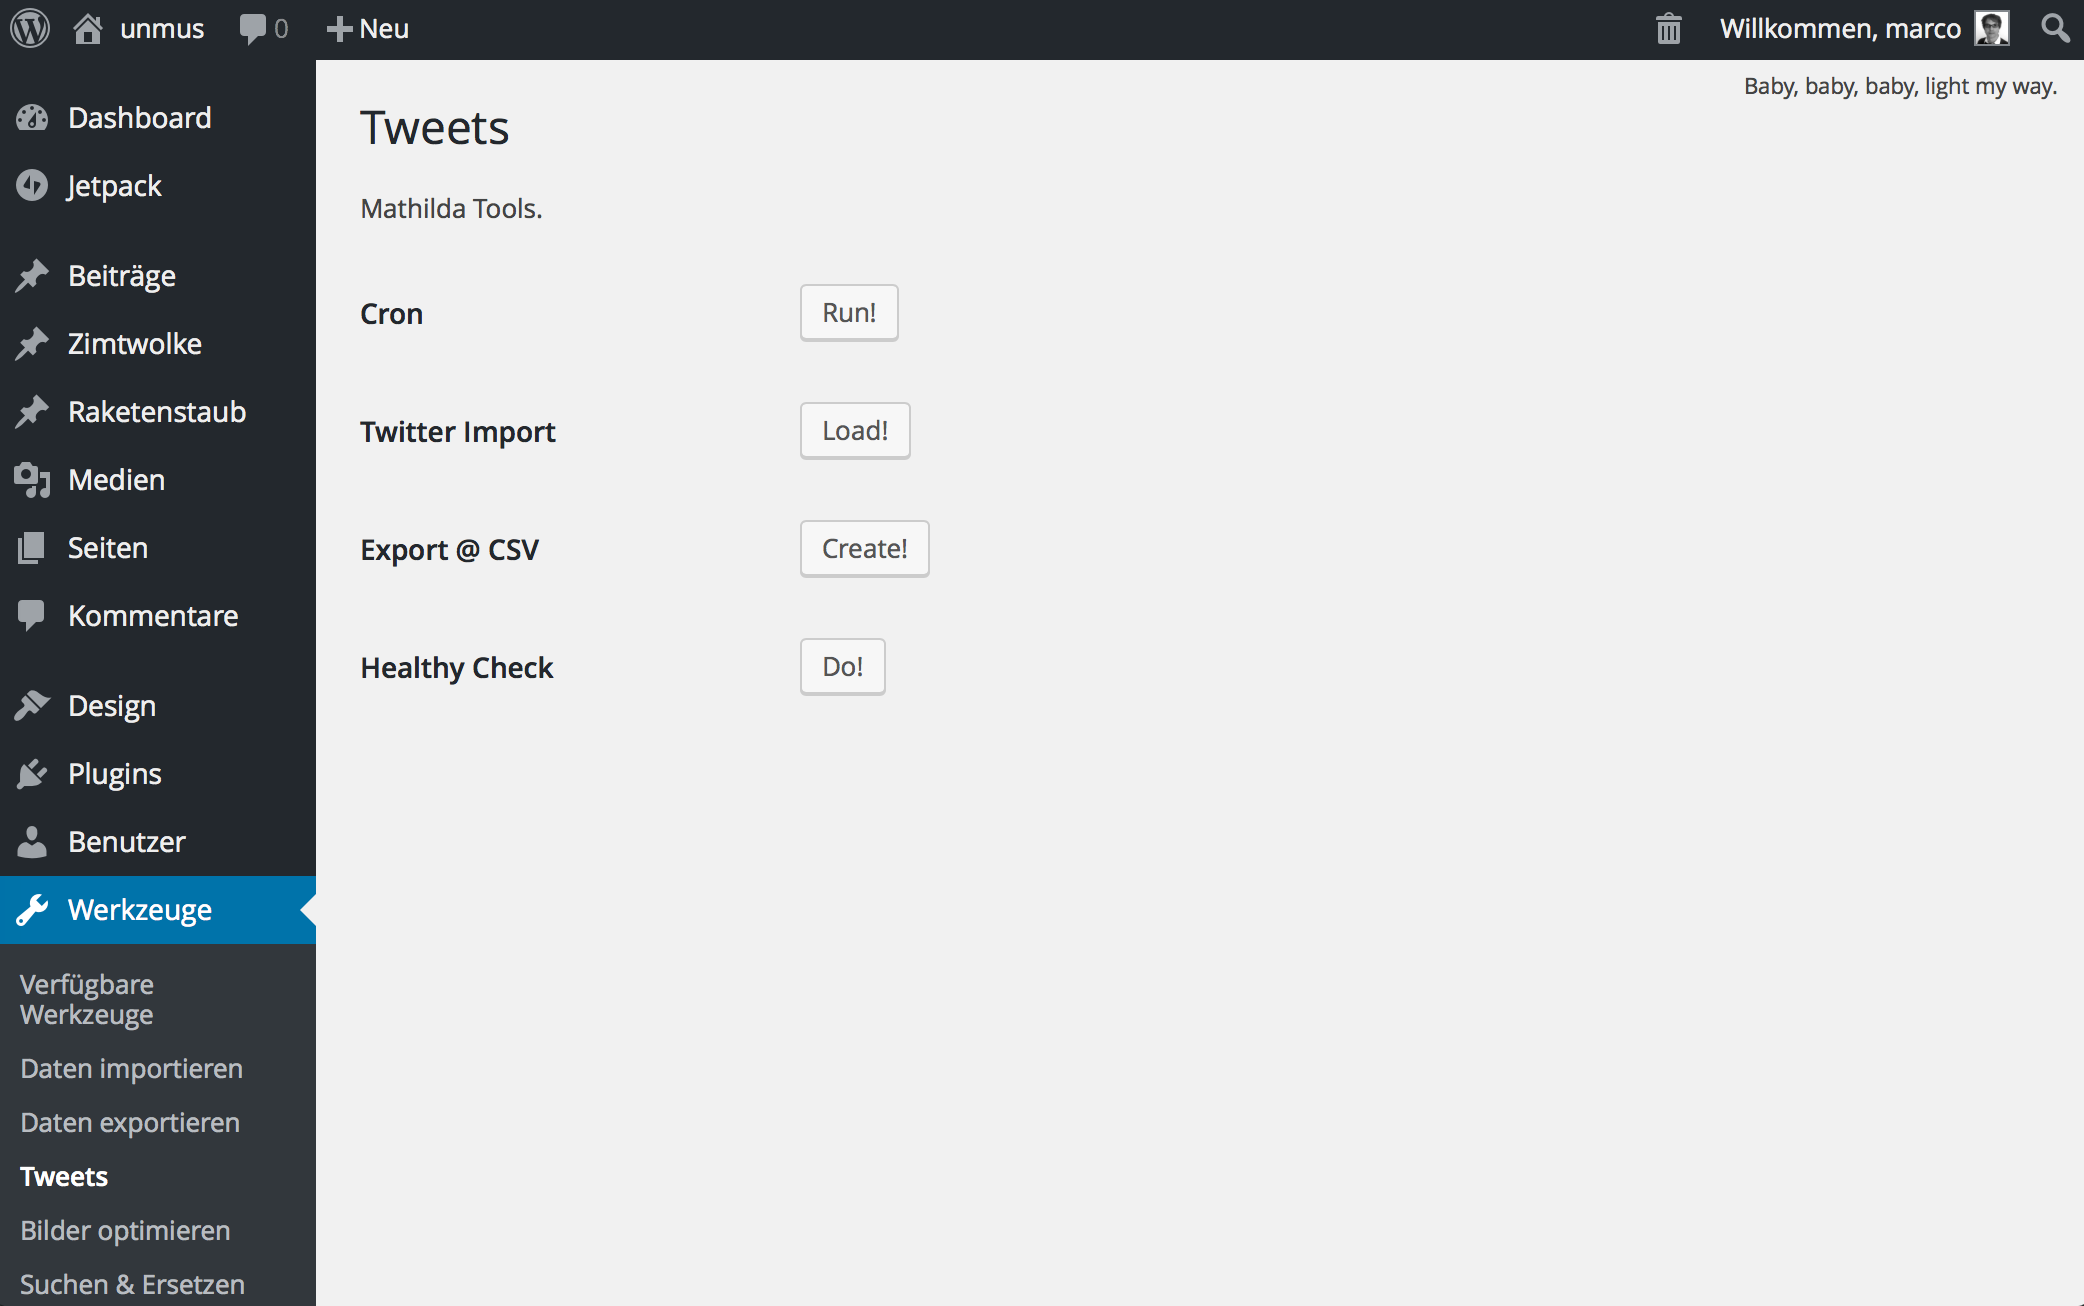 unmus 0 Neu Willkommen, marco
Baby, baby, baby, light my way.
Dashboard
Jetpack
Beiträge
Zimtwolke
Raketenstaub
Medien
Seiten
Kommentare
Design
Plugins
Benutzer
Werkzeuge
Verfügbare
Werkzeuge
Daten importieren
Daten exportieren
Tweets
Bilder optimieren
Suchen & Ersetzen
Tweets
Mathilda Tools.
Cron Run!
Twitter Import Load!
Export @ CSV Create!
Healthy Check Do!